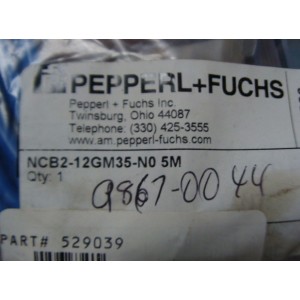 PEPPERL+FUCHS
Pepperl + Fuchs Inc.
Twinsburg, Ohio 44087
Telephone: (330) 425-3555
www.am.pepperl-fuchs.com
NCB2-12GM35-N0 5M
Qty: 1
9867-0044
PART# 529039